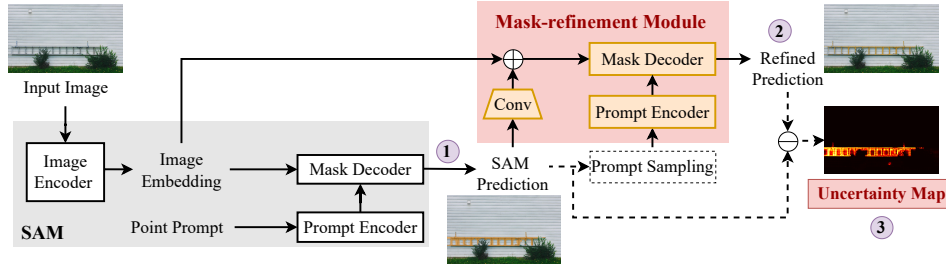 Mask-refinement Module
2
Input Image
Mask Decoder
Refined
Prediction
Conv
Prompt Encoder
1
Image
Encoder
Image
Embedding
Mask Decoder
SAM
Prediction
Prompt Sampling
Uncertainty Map
Point Prompt
Prompt Encoder
SAM
3